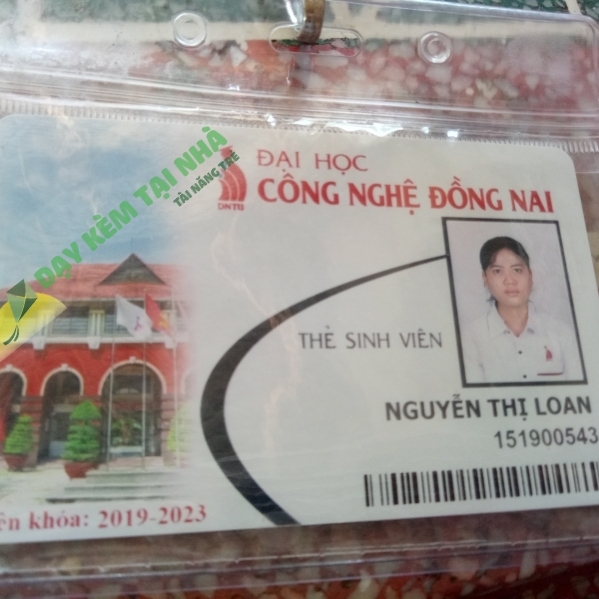 DẠY KÈM TẠI NHÀ
TÀI NĂNG TRẺ
ĐẠI HỌC
CÔNG NGHỆ ĐỒNG NAI
DNTU
THẺ SINH VIÊN
NGUYỄN THỊ LOAN
151900543
khóa: 2019-2023